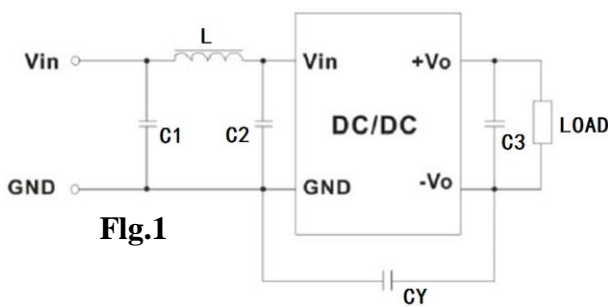 L
Vin
Vin
+Vo
C1
C2
DC/DC
C3
LOAD
GND
GND
-Vo
Flg.1
CY